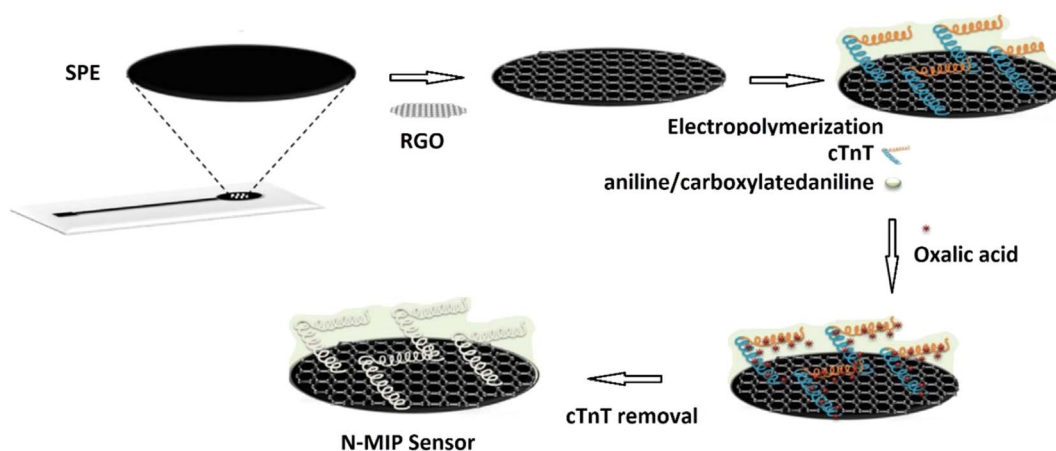 SPE
RGO
Electropolymerization
cTnT
aniline/carboxylatedaniline
Oxalic acid
cTnT removal
N-MIP Sensor